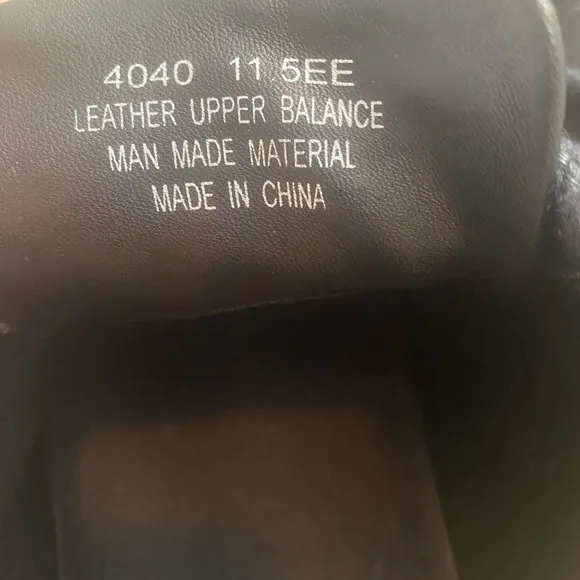 4040 11.5EE
LEATHER UPPER BALANCE
MAN MADE MATERIAL
MADE IN CHINA